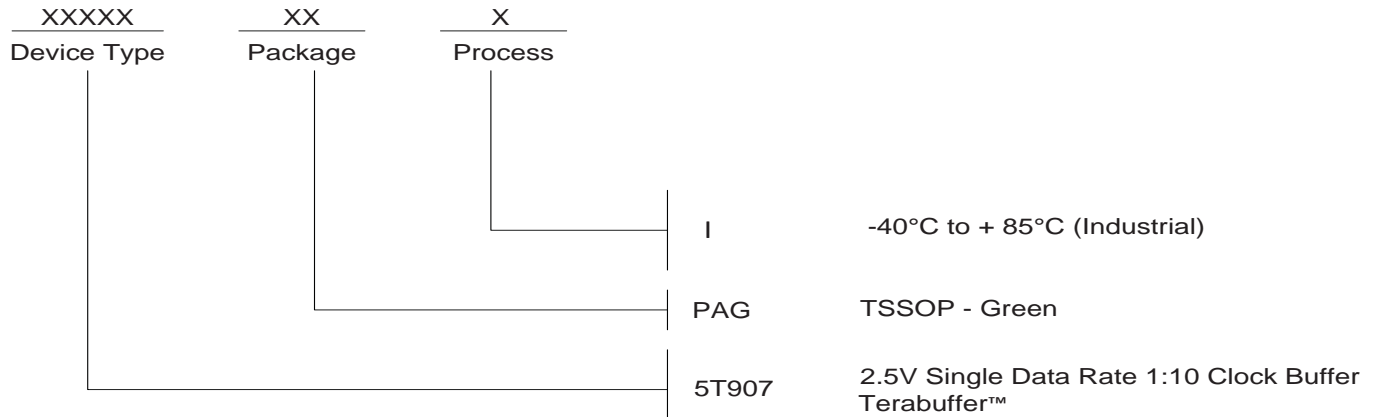 XXXXX XX X
Device Type Package Process
I -40°C to + 85°C (Industrial)
PAG TSSOP - Green
5T907 2.5V Single Data Rate 1:10 Clock Buffer
Terabuffer™